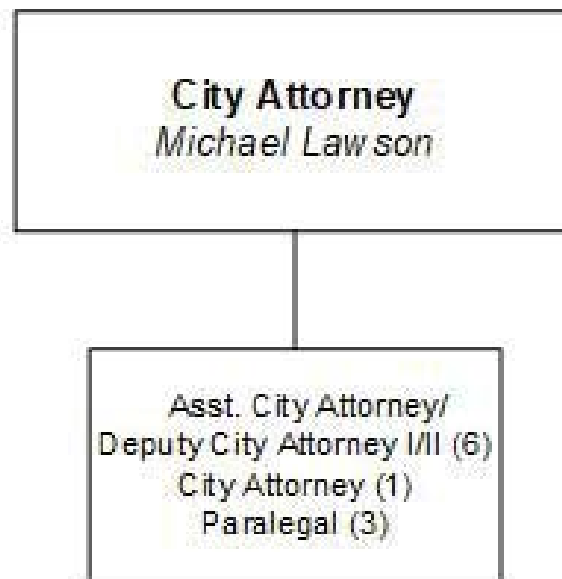 City Attorney
Michael Lawson
Asst. City Attorney/
Deputy City Attorney I/II (6)
City Attorney (1)
Paralegal (3)